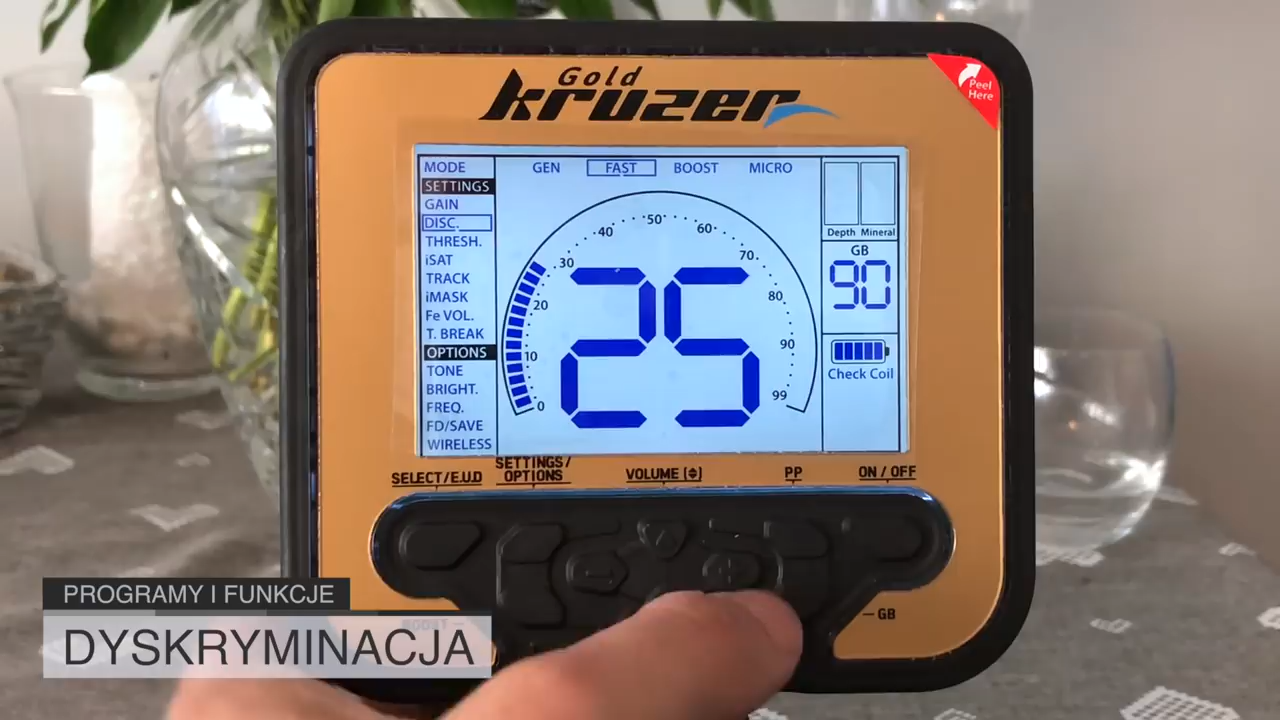 Gold
kruzer
Peel
Here
MODE
GEN FAST BOOST MICRO
SETTINGS
GAIN
DISC.
THRESH.
iSAT
TRACK
iMASK
Fe VOL.
T. BREAK
OPTIONS
TONE
BRIGHT.
FREQ.
FD/SAVE
WIRELESS
0
10
20
30
40
50
60
70
80
90
99
25
Depth Mineral
GB
90
Check Coil
SELECT/E.U.D
SETTINGS/
OPTIONS
VOLUME
PP
ON / OFF
BOOST
GB
PROGRAMY I FUNKCJE
DYSKRYMINACJA